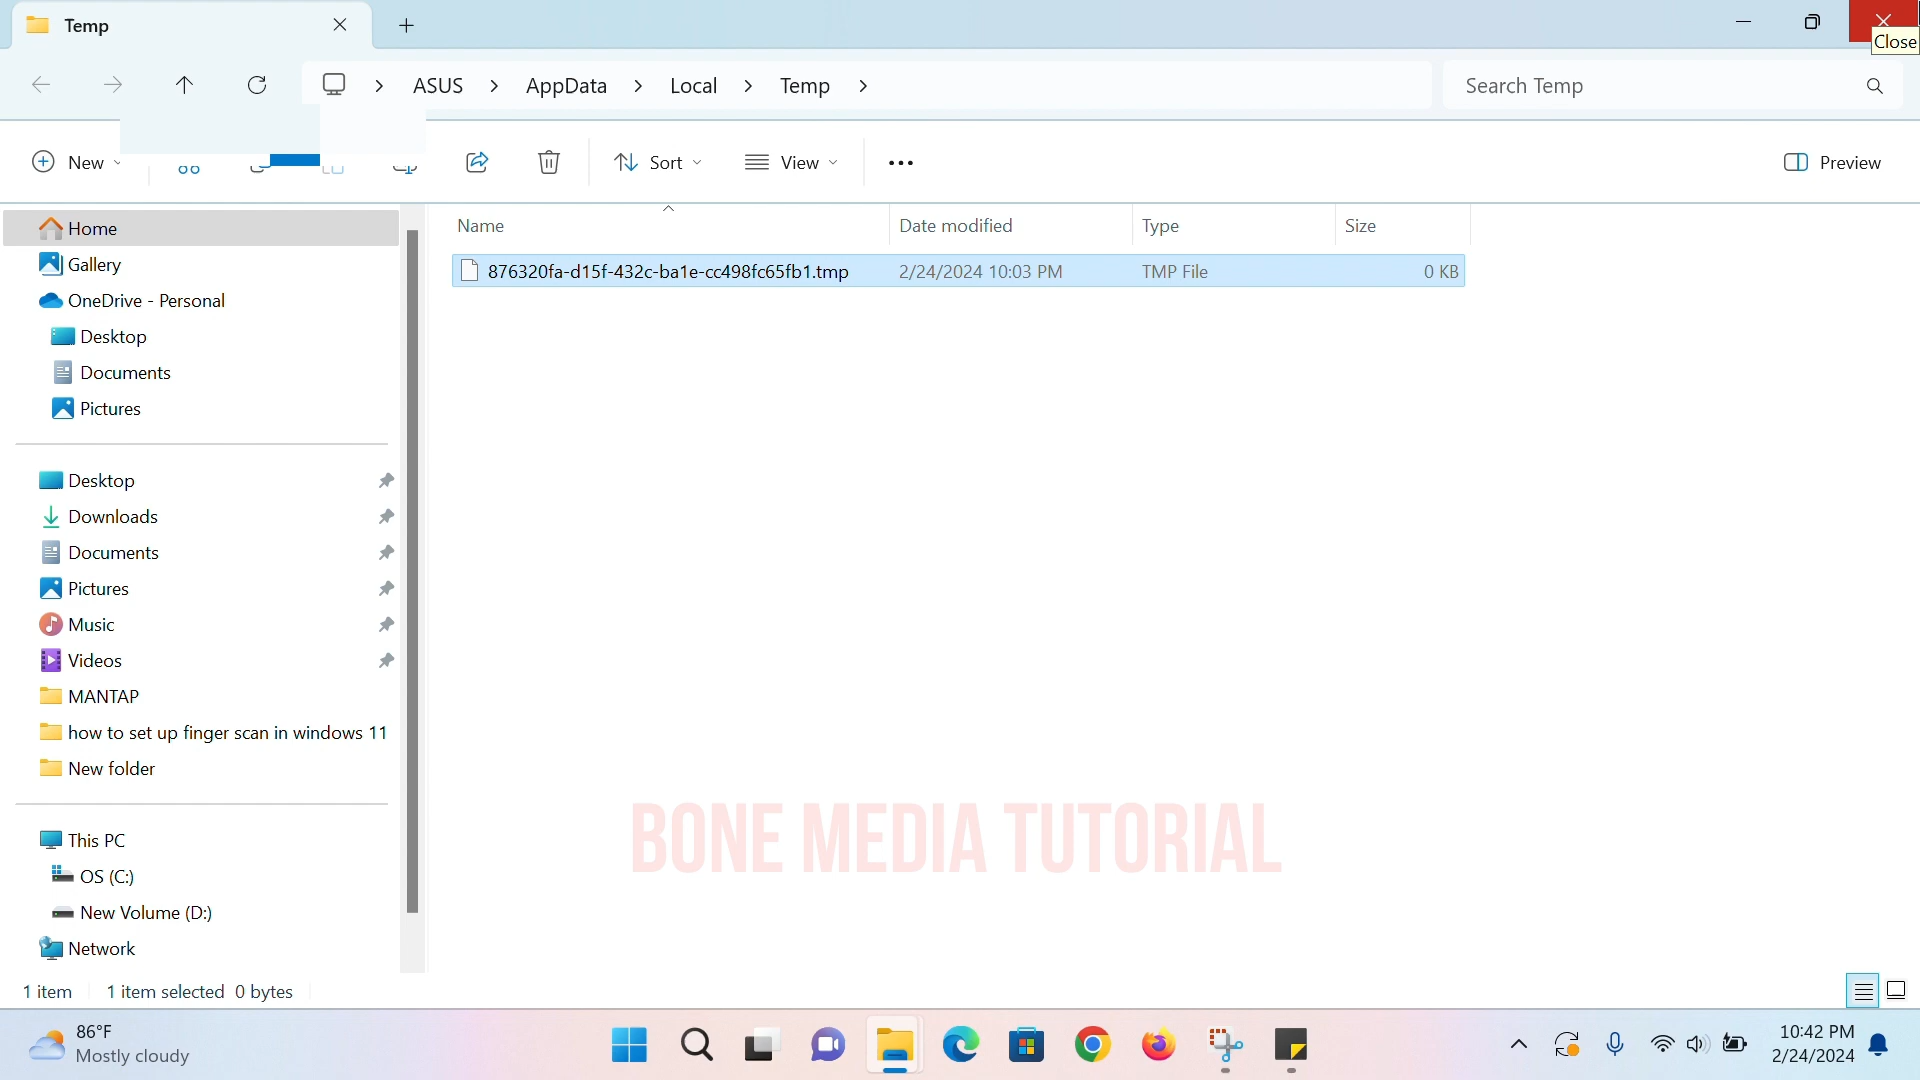 Temp
Close
ASUS > AppData > Local > Temp >
Search Temp
New
Sort
View
Preview
Name
Date modified
Type
Size
876320fa-d15f-432c-ba1e-cc498fc65fb1.tmp
2/24/2024 10:03 PM
TMP File
0 KB
Home
Gallery
OneDrive - Personal
Desktop
Documents
Pictures
Desktop
Downloads
Documents
Pictures
Music
Videos
MANTAP
how to set up finger scan in windows 11
New folder
This PC
OS (C:)
New Volume (D:)
Network
BONE MEDIA TUTORIAL
1 item
1 item selected 0 bytes
86°F
Mostly cloudy
10:42 PM
2/24/2024